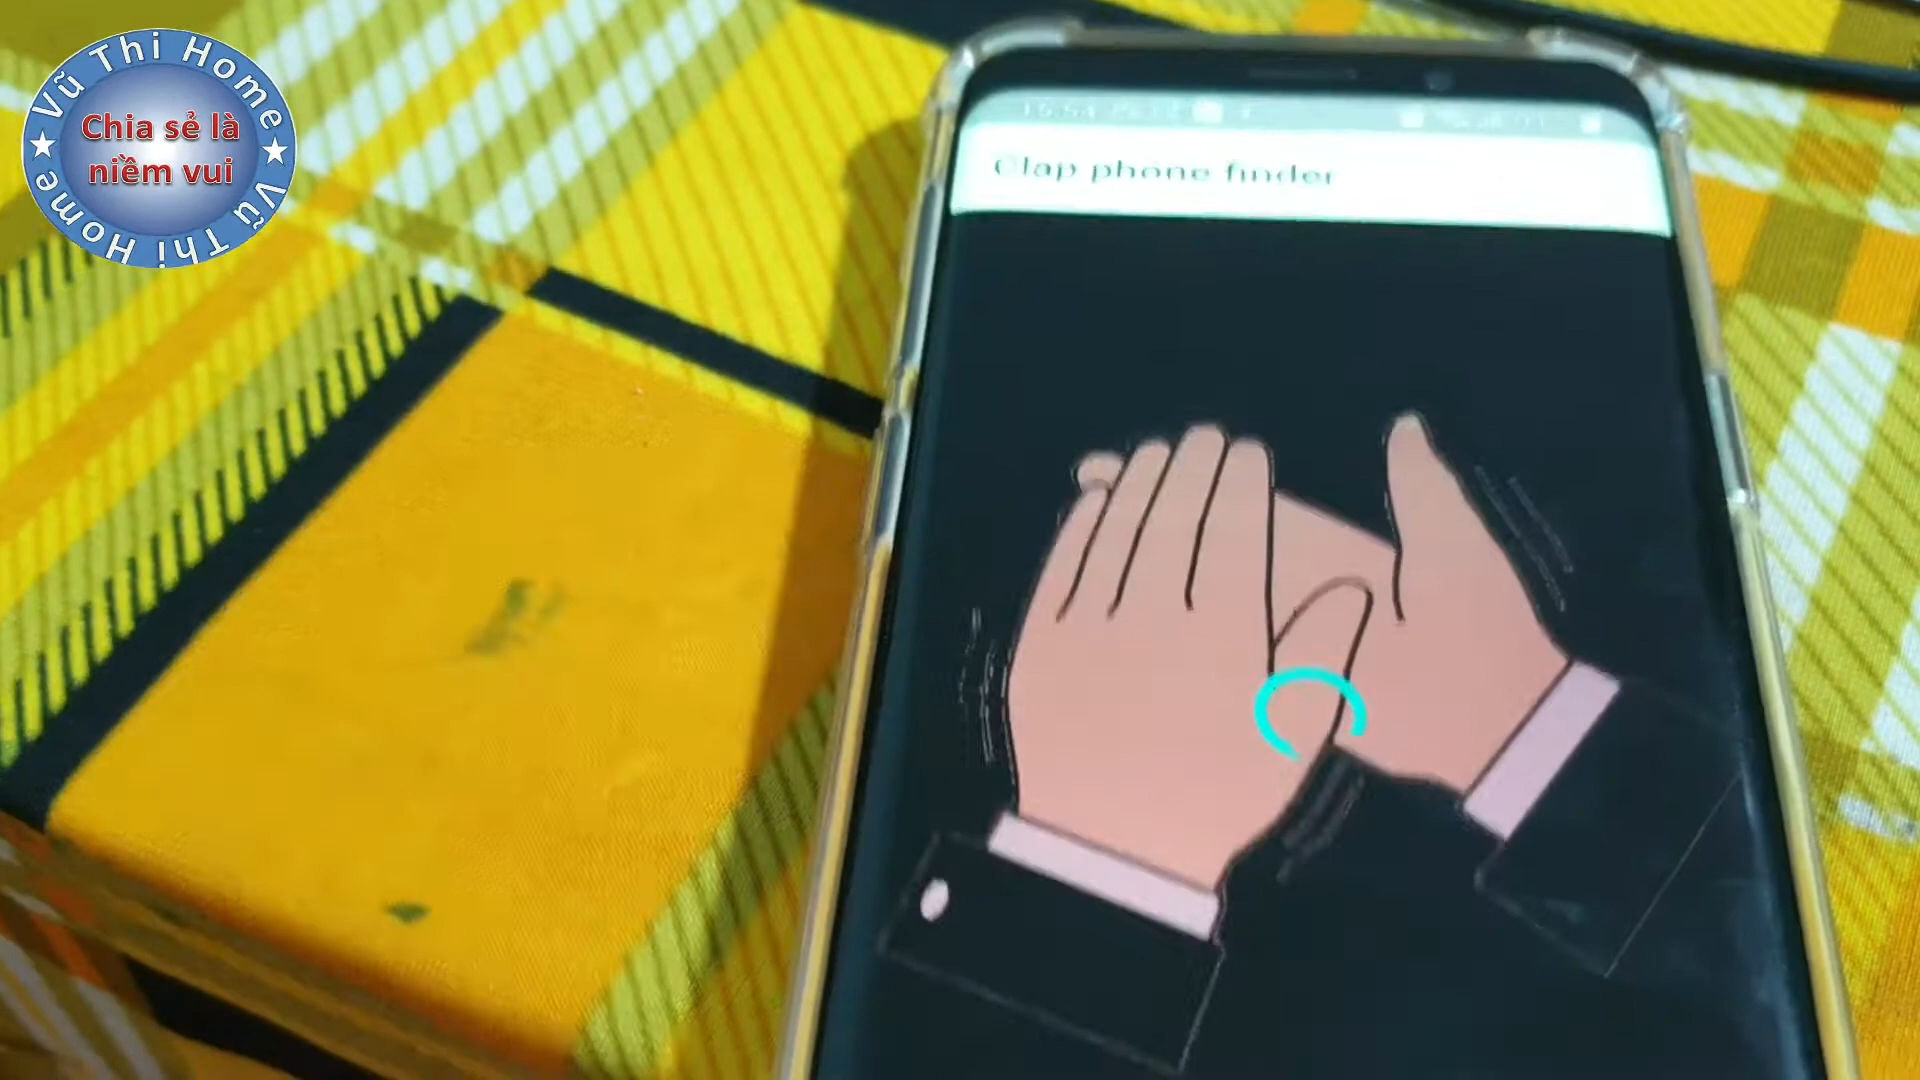 Vũ Thi Home
Chia sẻ là
niềm vui
Vũ Thi Home
Clap phone finder